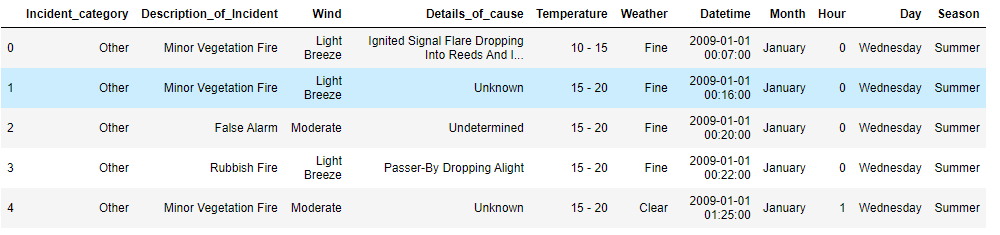 Incident_category Description_of_Incident Wind Details_of_cause Temperature Weather Datetime Month Hour Day Season
0 Other Minor Vegetation Fire Light Breeze Ignited Signal Flare Dropping Into Reeds And I... 10 - 15 Fine 2009-01-01 00:07:00 January 0 Wednesday Summer
1 Other Minor Vegetation Fire Light Breeze Unknown 15 - 20 Fine 2009-01-01 00:16:00 January 0 Wednesday Summer
2 Other False Alarm Moderate Undetermined 15 - 20 Fine 2009-01-01 00:20:00 January 0 Wednesday Summer
3 Other Rubbish Fire Light Breeze Passer-By Dropping Alight 15 - 20 Fine 2009-01-01 00:22:00 January 0 Wednesday Summer
4 Other Minor Vegetation Fire Moderate Unknown 15 - 20 Clear 2009-01-01 01:25:00 January 1 Wednesday Summer